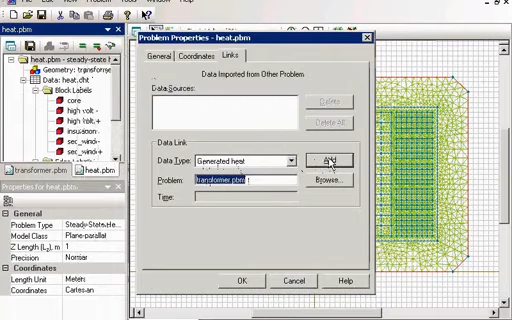 File Edit View Problem Edit Tools Window Help
heat.pbm
heat.pbm - steady-state H
Geometry: transformer
Data: heat.dht
Block Labels
core
high volt -
high volt +
insulation
sec_windi-
sec_windi+
transformer.pbm
heat.pbm
Properties for heat.pbm
General
Problem Type Steady-State He...
Model Class Plane-parallel
Z Length (Lz), m 1
Precision Normal
Coordinates
Length Unit Meters
Coordinates Cartesian
Problem Properties - heat.pbm
General Coordinates Links
Data Imported from Other Problem
Data Sources:
Delete
Delete All
Data Link
Data Type: Generated heat
Add
Problem: transformer.pbm
Browse...
Time:
OK Cancel Help